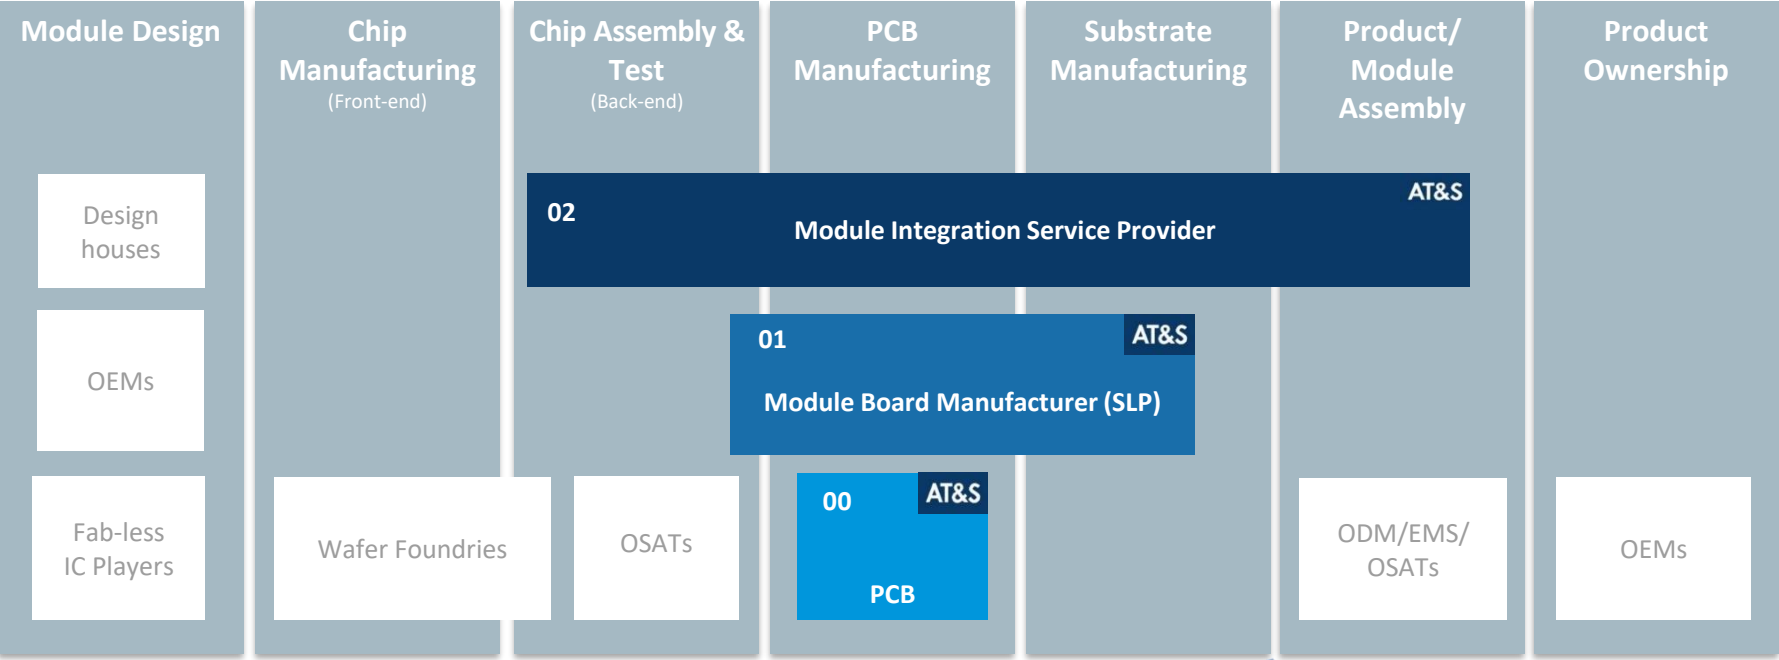 Module Design
Chip
Manufacturing
(Front-end)
Chip Assembly &
Test
(Back-end)
PCB
Manufacturing
Substrate
Manufacturing
Product/
Module
Assembly
Product
Ownership
Design
houses
02
Module Integration Service Provider
AT&S
OEMs
01
AT&S
Module Board Manufacturer (SLP)
Fab-less
IC Players
Wafer Foundries
OSATs
00
AT&S
PCB
ODM/EMS/
OSATs
OEMs